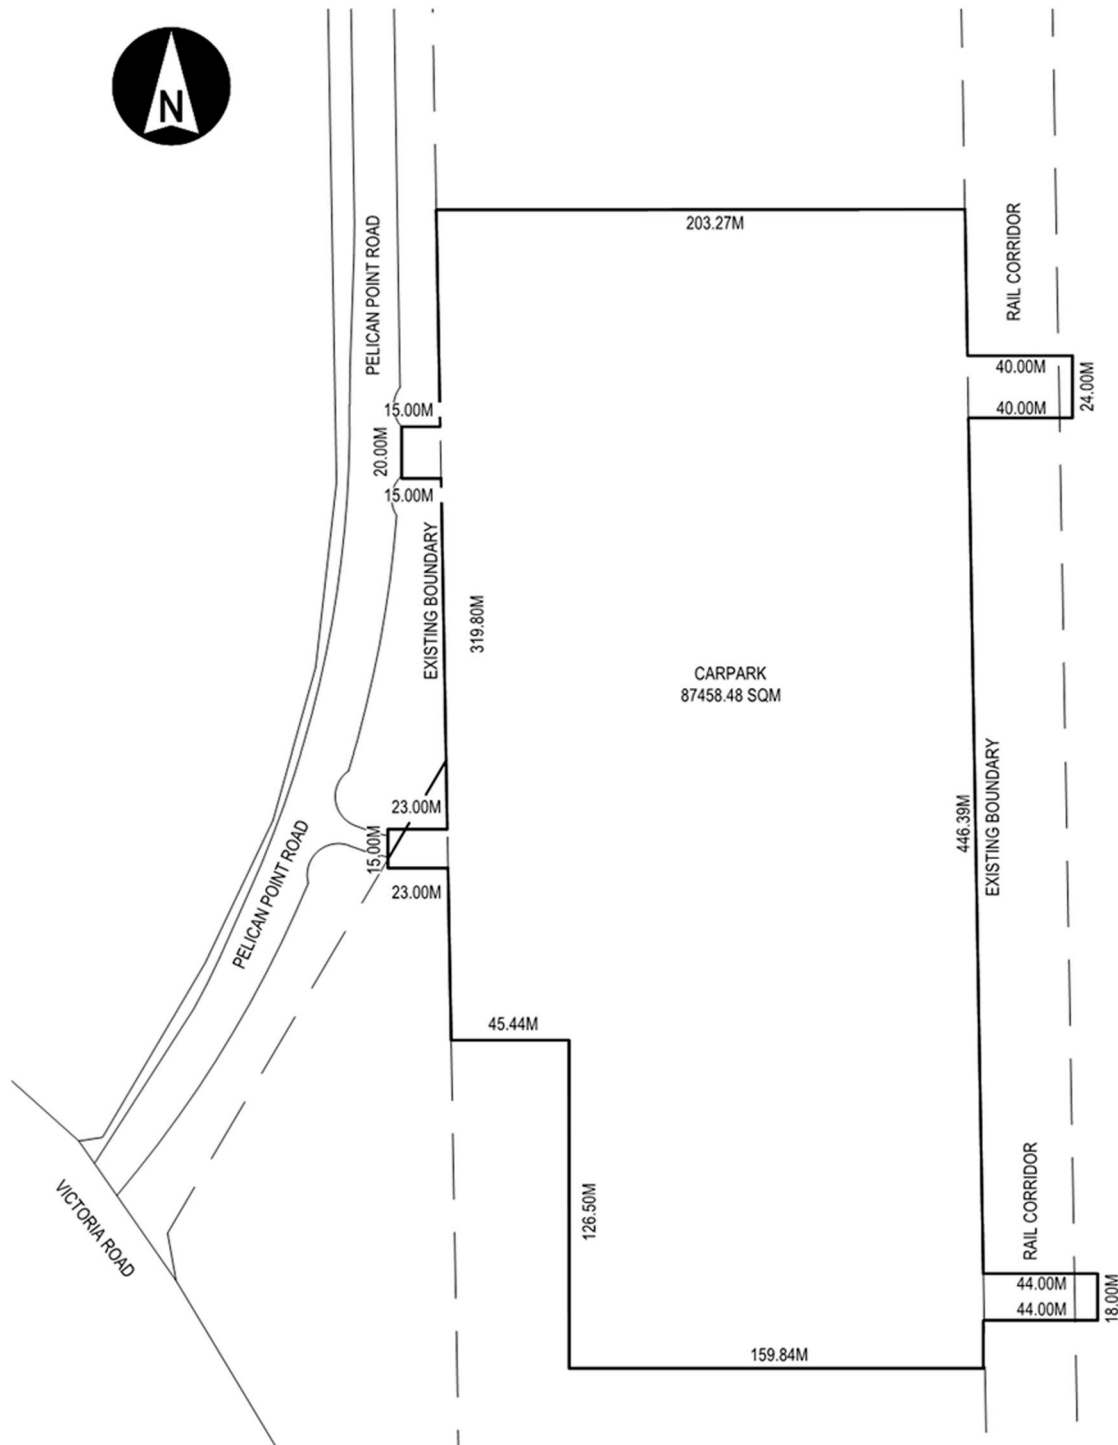 N
203.27M
PELICAN POINT ROAD
RAIL CORRIDOR
40.00M
24.00M
40.00M
15.00M
20.00M
15.00M
EXISTING BOUNDARY
319.80M
CARPARK
87458.48 SQM
23.00M
15.00M
23.00M
PELICAN POINT ROAD
446.39M
EXISTING BOUNDARY
45.44M
126.50M
VICTORIA ROAD
RAIL CORRIDOR
44.00M
44.00M
18.00M
159.84M